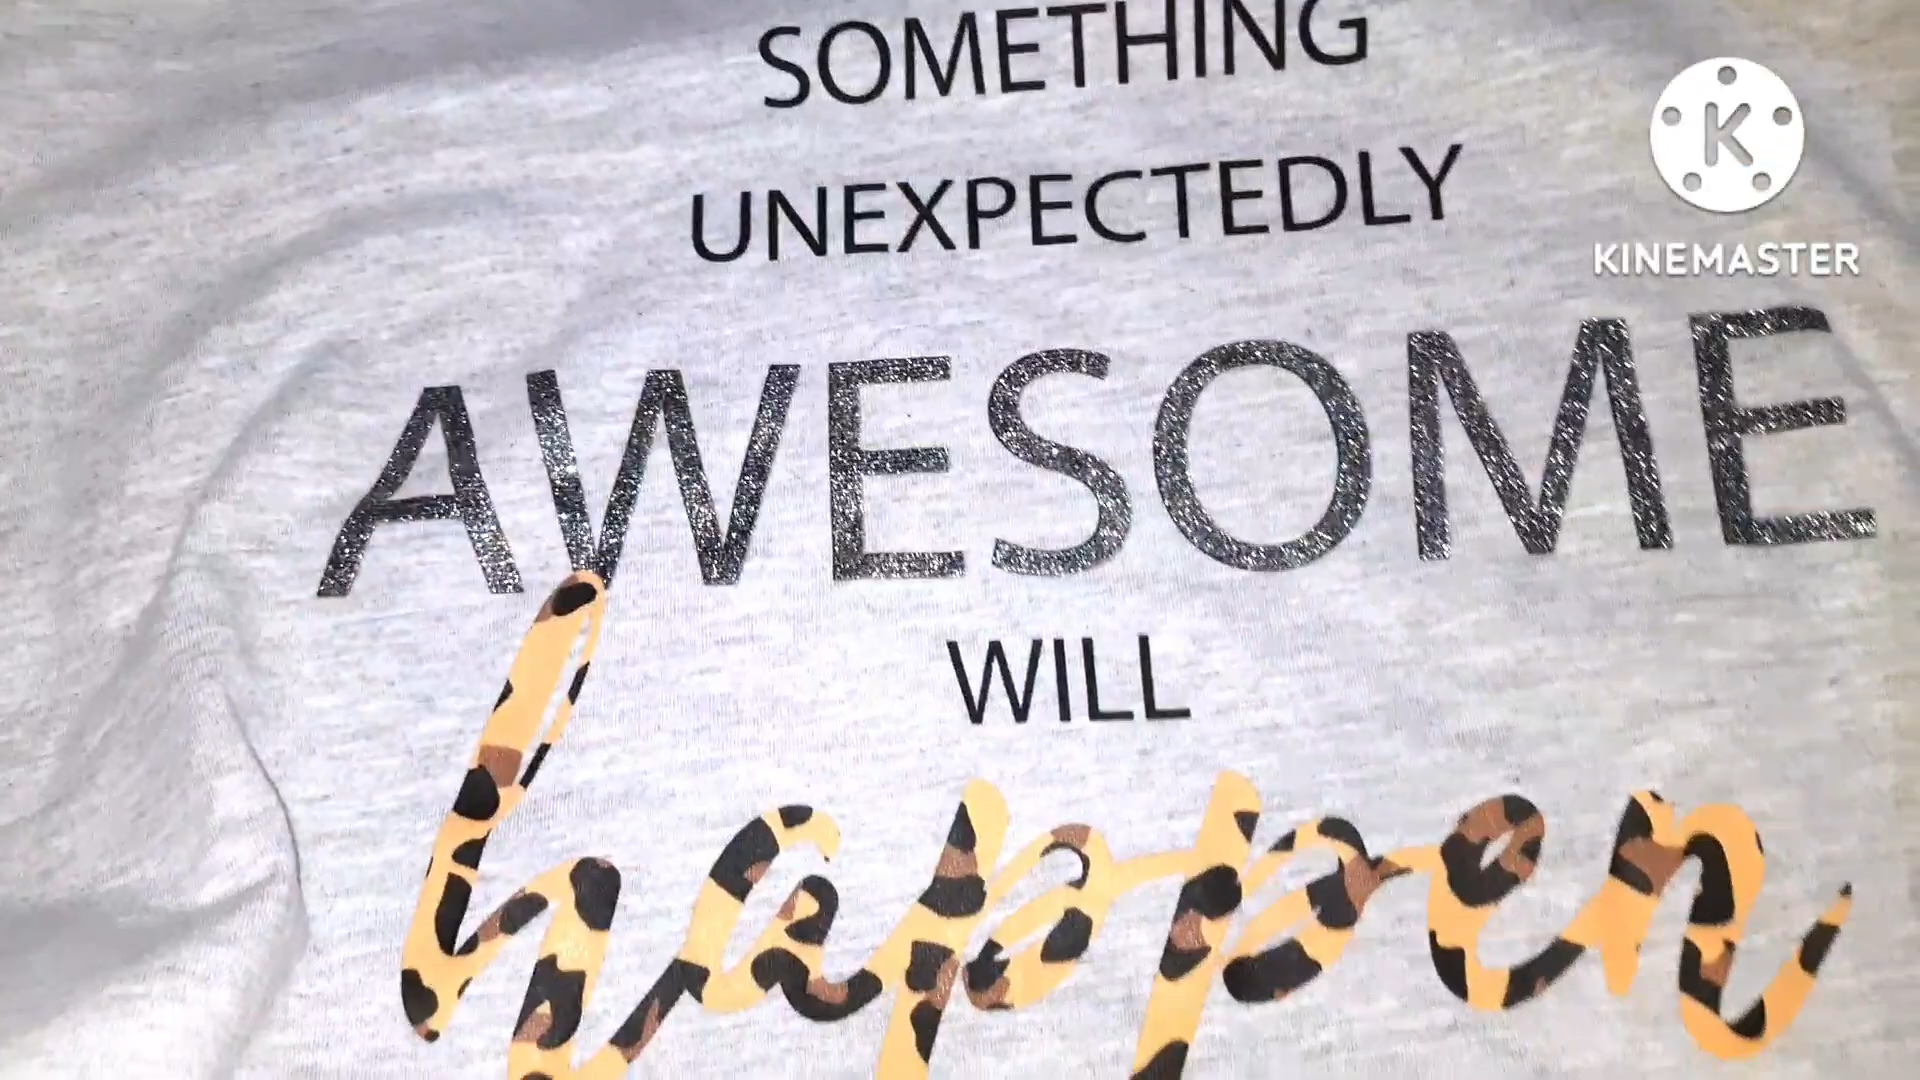 SOMETHING
UNEXPECTEDLY
K
KINEMASTER
AWESOME
WILL
happen